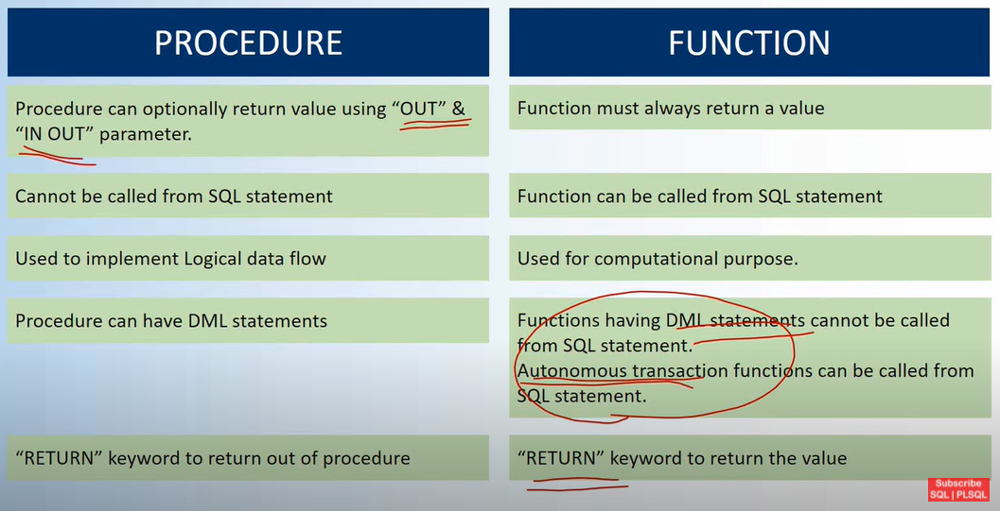 PROCEDURE
FUNCTION
Procedure can optionally return value using “OUT” &
“IN OUT” parameter.
Function must always return a value
Cannot be called from SQL statement
Function can be called from SQL statement
Used to implement Logical data flow
Used for computational purpose.
Procedure can have DML statements
Functions having DML statements cannot be called
from SQL statement.
Autonomous transaction functions can be called from
SQL statement.
“RETURN” keyword to return out of procedure
“RETURN” keyword to return the value
Subscribe
SQL | PLSQL